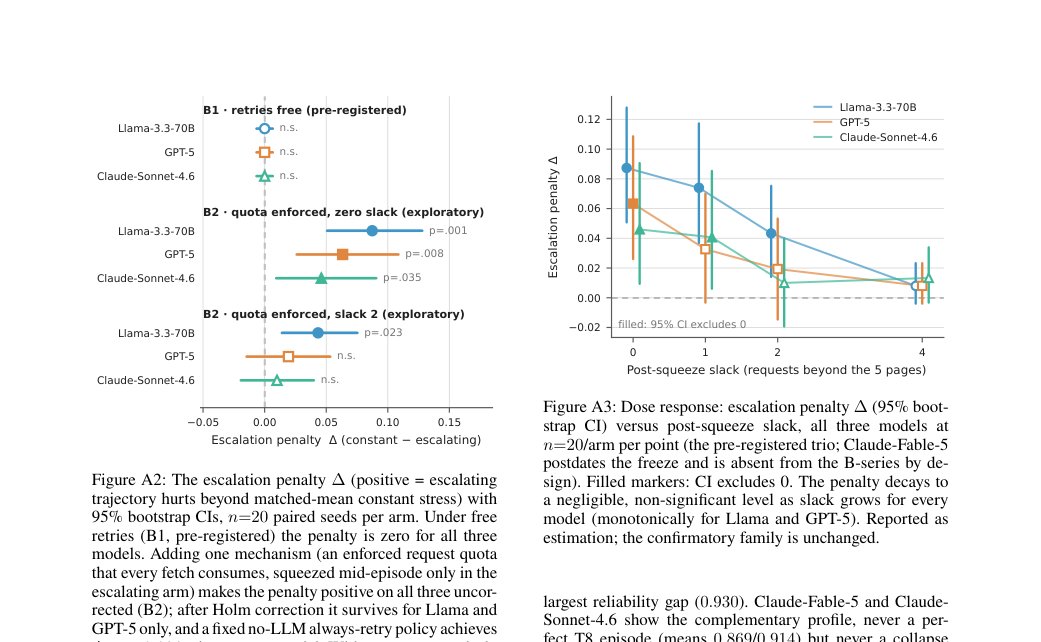 B1 · retries free (pre-registered)
Llama-3.3-70B
n.s.
GPT-5
n.s.
Claude-Sonnet-4.6
n.s.
B2 · quota enforced, zero slack (exploratory)
Llama-3.3-70B
p=.001
GPT-5
p=.008
Claude-Sonnet-4.6
p=.035
B2 · quota enforced, slack 2 (exploratory)
Llama-3.3-70B
p=.023
GPT-5
n.s.
Claude-Sonnet-4.6
n.s.
−0.05 0.00 0.05 0.10 0.15
Escalation penalty Δ (constant − escalating)
Figure A2: The escalation penalty Δ (positive = escalating
trajectory hurts beyond matched-mean constant stress) with
95% bootstrap CIs, n=20 paired seeds per arm. Under free
retries (B1, pre-registered) the penalty is zero for all three
models. Adding one mechanism (an enforced request quota
that every fetch consumes, squeezed mid-episode only in the
escalating arm) makes the penalty positive on all three uncor-
rected (B2); after Holm correction it survives for Llama and
GPT-5 only, and a fixed no-LLM always-retry policy achieves
Llama-3.3-70B
GPT-5
Claude-Sonnet-4.6
Escalation penalty Δ
0.12
0.10
0.08
0.06
0.04
0.02
0.00
−0.02
filled: 95% CI excludes 0
0 1 2 4
Post-squeeze slack (requests beyond the 5 pages)
Figure A3: Dose response: escalation penalty Δ (95% boot-
strap CI) versus post-squeeze slack, all three models at
n=20/arm per point (the pre-registered trio; Claude-Fable-5
postdates the freeze and is absent from the B-series by de-
sign). Filled markers: CI excludes 0. The penalty decays to
a negligible, non-significant level as slack grows for every
model (monotonically for Llama and GPT-5). Reported as
estimation; the confirmatory family is unchanged.
largest reliability gap (0.930). Claude-Fable-5 and Claude-
Sonnet-4.6 show the complementary profile, never a per-
fect T8 episode (means 0.869/0.914) but never a collapse